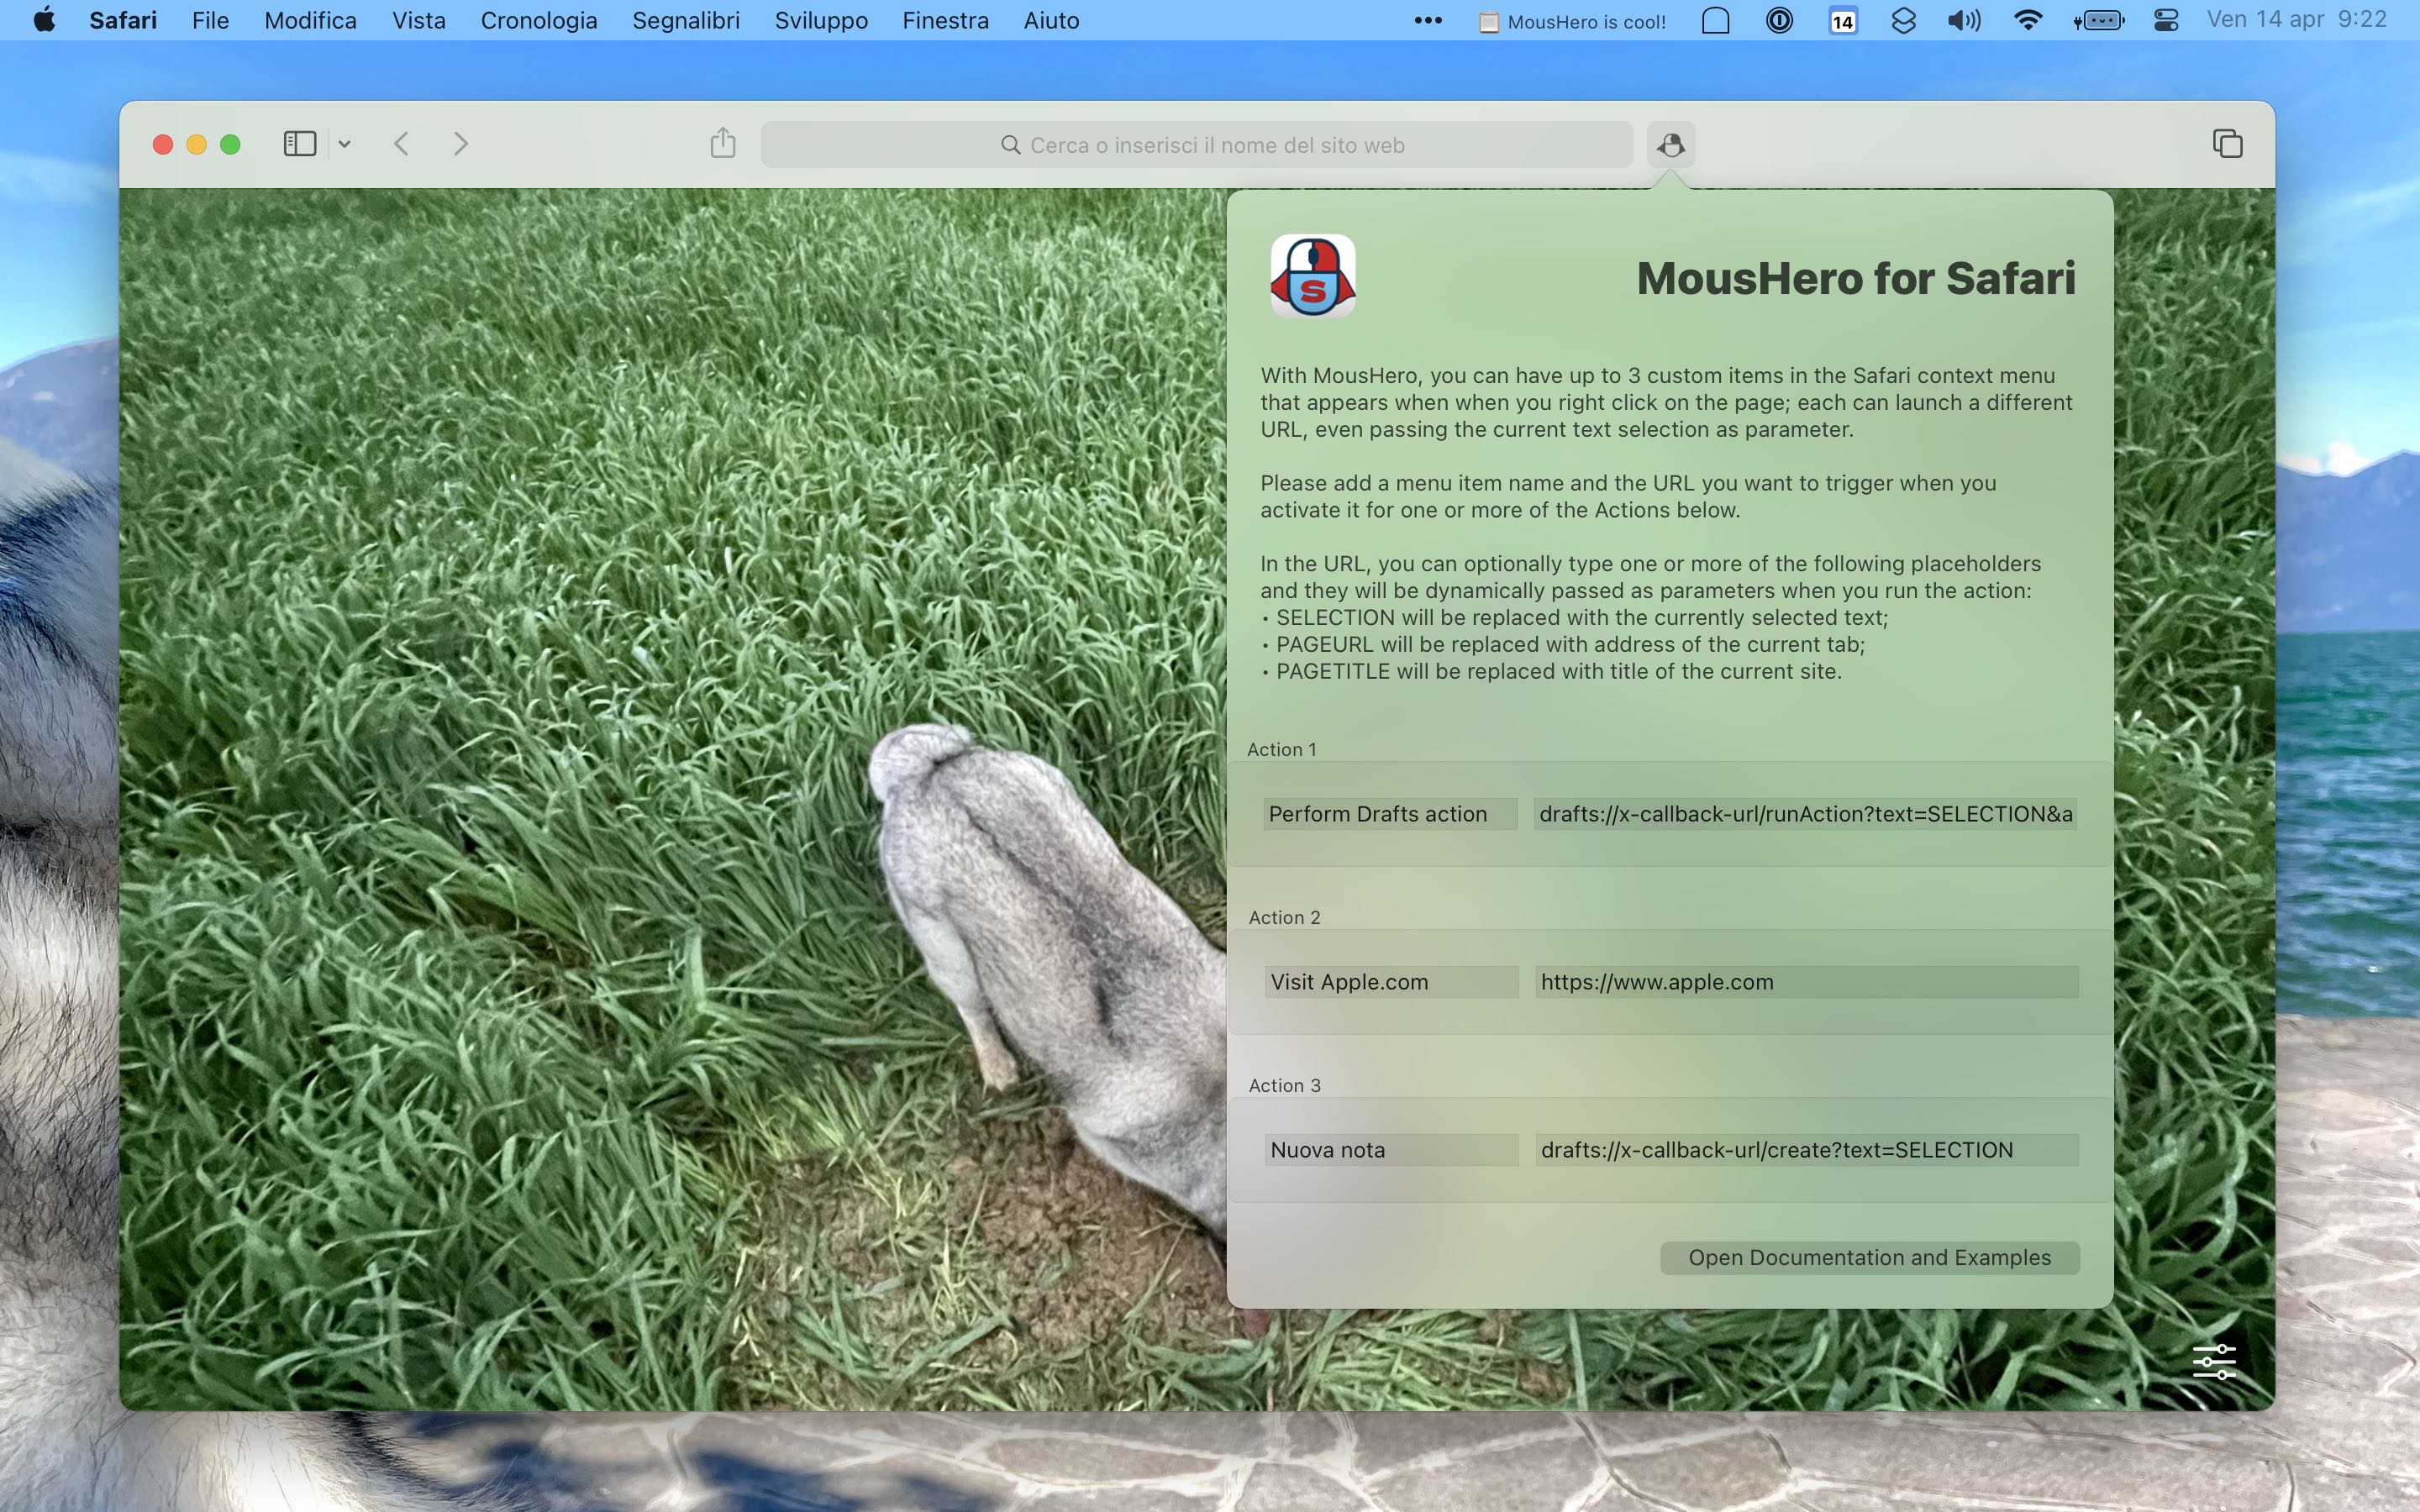 Safari File Modifica Vista Cronologia Segnalibri Sviluppo Finestra Aiuto ••• MousHero is cool! 14 Ven 14 apr 9:22
Cerca o inserisci il nome del sito web
S
MousHero for Safari
With MousHero, you can have up to 3 custom items in the Safari context menu
that appears when when you right click on the page; each can launch a different
URL, even passing the current text selection as parameter.
Please add a menu item name and the URL you want to trigger when you
activate it for one or more of the Actions below.
In the URL, you can optionally type one or more of the following placeholders
and they will be dynamically passed as parameters when you run the action:
• SELECTION will be replaced with the currently selected text;
• PAGEURL will be replaced with address of the current tab;
• PAGETITLE will be replaced with title of the current site.
Action 1
Perform Drafts action drafts://x-callback-url/runAction?text=SELECTION&a
Action 2
Visit Apple.com https://www.apple.com
Action 3
Nuova nota drafts://x-callback-url/create?text=SELECTION
Open Documentation and Examples